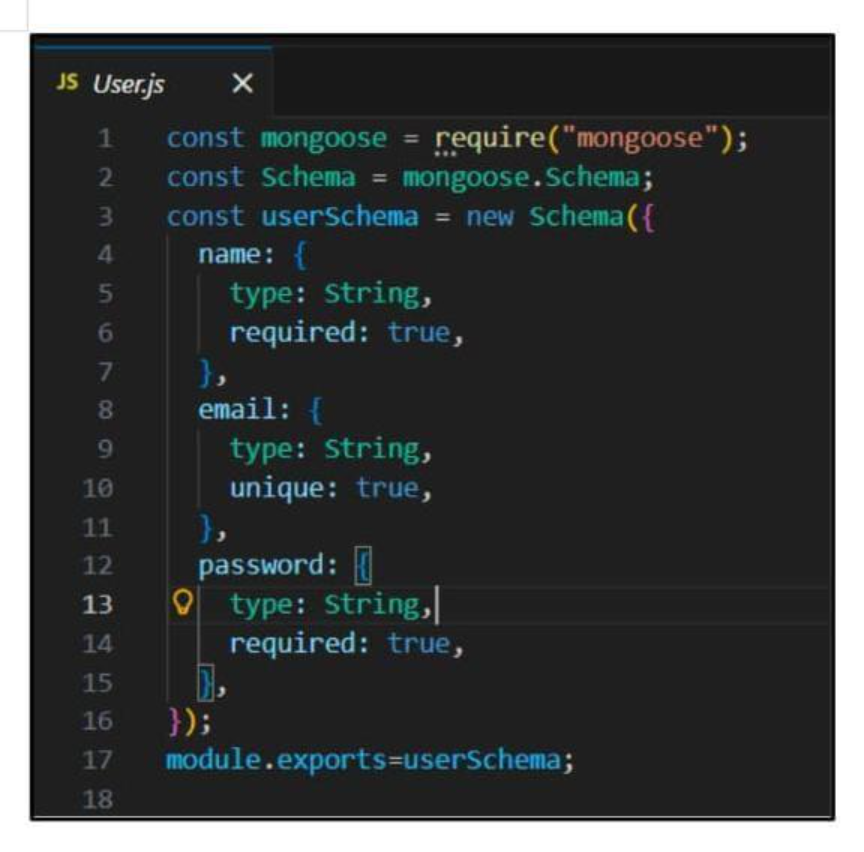 JS User.js ✕
1 const mongoose = require("mongoose");
2 const Schema = mongoose.Schema;
3 const userSchema = new Schema({
4 name: {
5 type: String,
6 required: true,
7 },
8 email: {
9 type: String,
10 unique: true,
11 },
12 password: {
13 type: String,
14 required: true,
15 },
16 });
17 module.exports=userSchema;
18